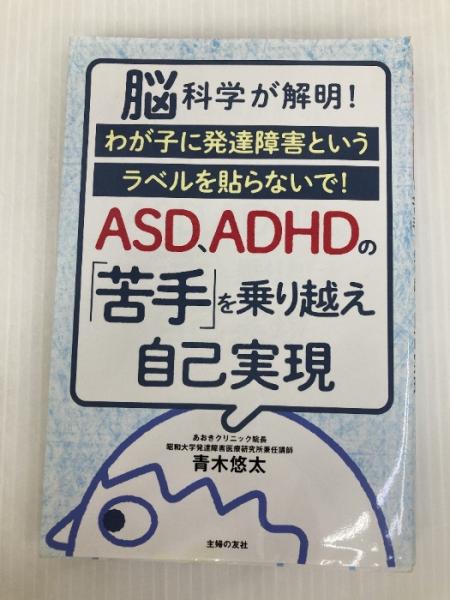 脳科学が解明！
わが子に発達障害という
ラベルを貼らないで！
ASD、ADHDの
「苦手」を乗り越え
自己実現
あおきクリニック院長
昭和大学発達障害医療研究所兼任講師
青木悠太
主婦の友社